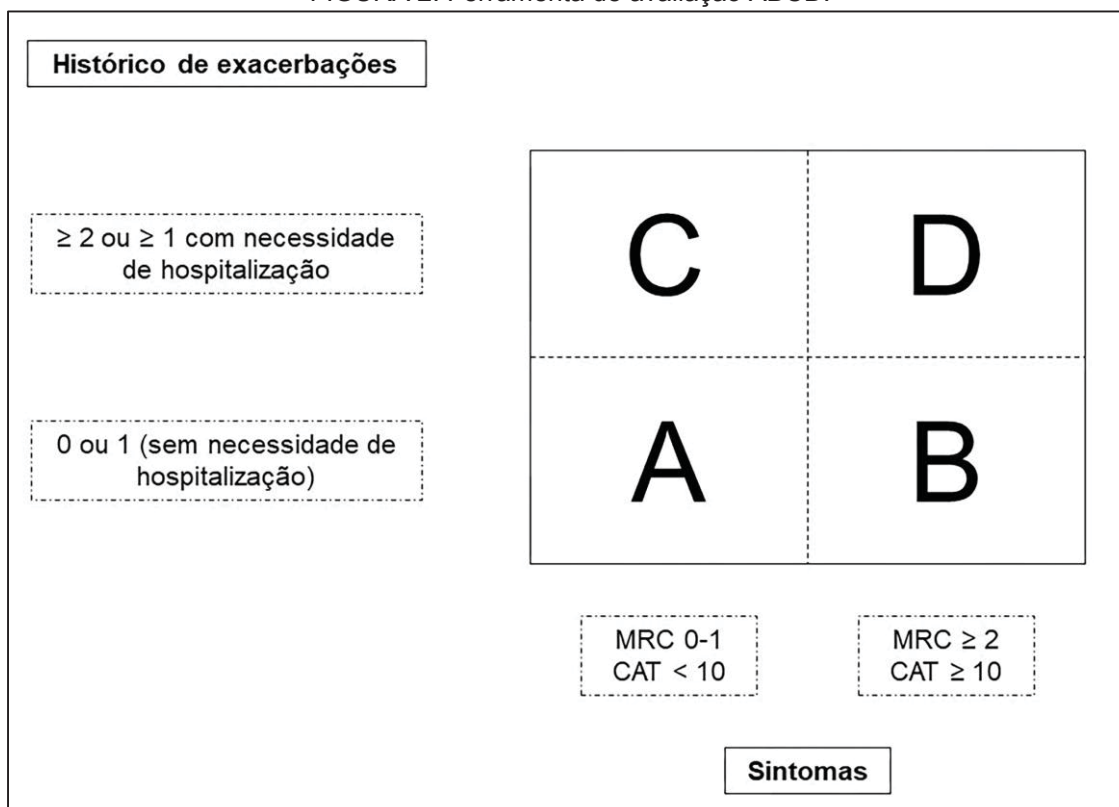 Histórico de exacerbações
≥ 2 ou ≥ 1 com necessidade
de hospitalização
C
D
0 ou 1 (sem necessidade de
hospitalização)
A
B
MRC 0-1
CAT < 10
MRC ≥ 2
CAT ≥ 10
Sintomas